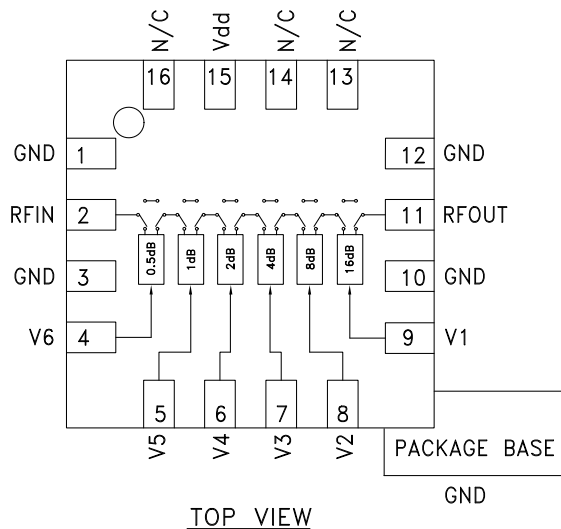 N/C Vdd N/C N/C
16 15 14 13
GND 1 12 GND
RFIN 2 11 RFOUT
0.5dB 1dB 2dB 4dB 8dB 16dB
GND 3 10 GND
V6 4 9 V1
5 6 7 8
V5 V4 V3 V2
PACKAGE BASE
GND
TOP VIEW